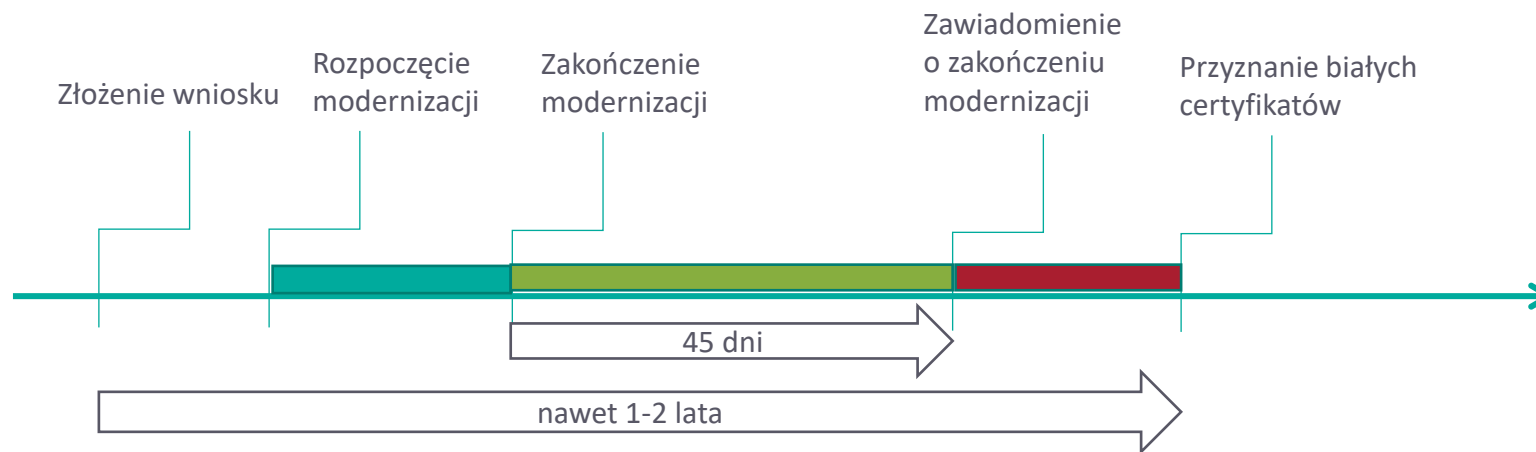 Złożenie wniosku
Rozpoczęcie
modernizacji
Zakończenie
modernizacji
Zawiadomienie
o zakończeniu
modernizacji
Przyznanie białych
certyfikatów
45 dni
nawet 1-2 lata